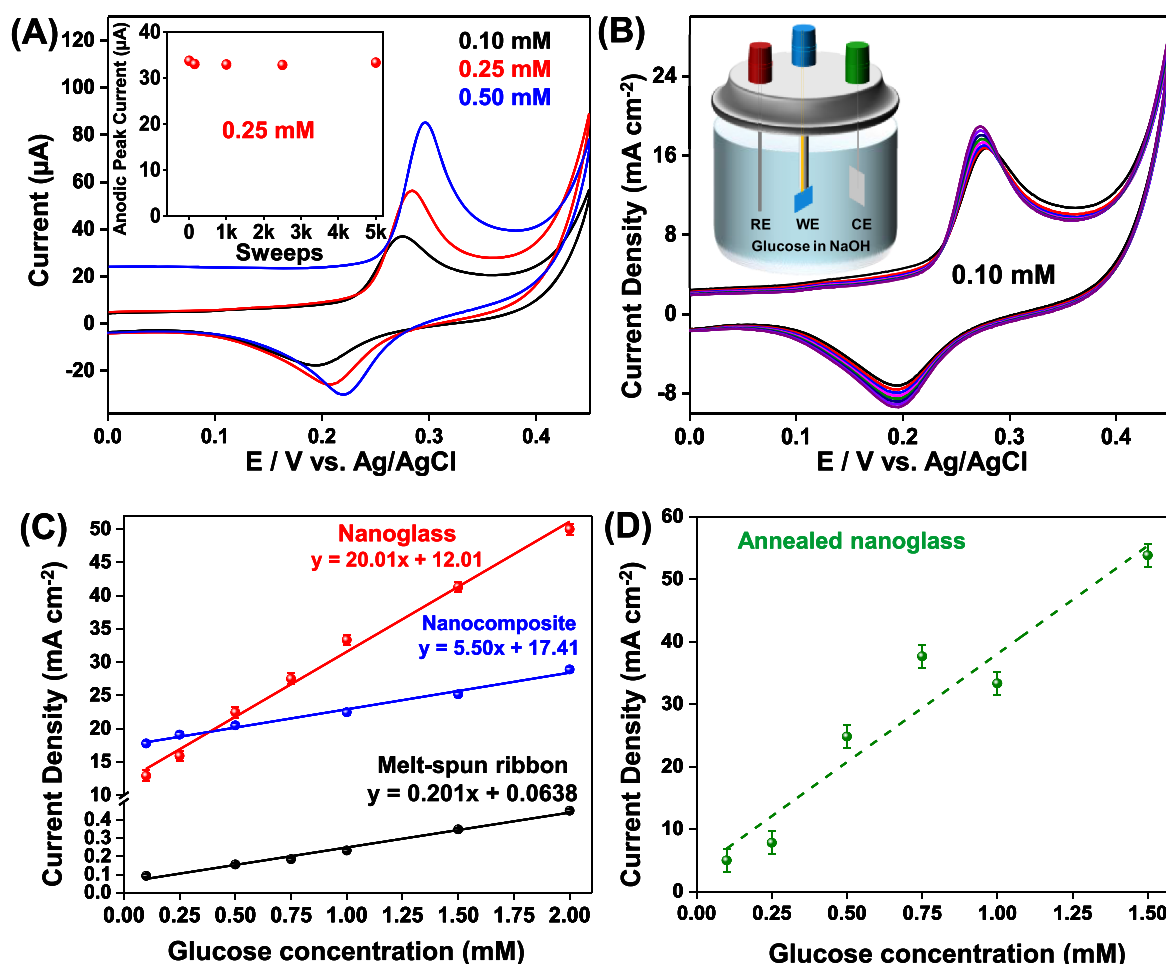 (A)
120
100
80
60
40
20
0
-20
Current (µA)
0.0
0.1
0.2
0.3
0.4
E / V vs. Ag/AgCl
0.10 mM
0.25 mM
0.50 mM
Anodic Peak Current (µA)
40
30
20
10
0
0.25 mM
0
1k
2k
3k
4k
5k
Sweeps
(B)
24
16
8
0
-8
Current Density (mA cm-2)
0.0
0.1
0.2
0.3
0.4
E / V vs. Ag/AgCl
RE
WE
CE
Glucose in NaOH
0.10 mM
(C)
50
45
40
35
30
25
20
15
10
0.4
0.3
0.2
0.1
0.0
Current Density (mA cm-2)
Nanoglass
y = 20.01x + 12.01
Nanocomposite
y = 5.50x + 17.41
Melt-spun ribbon
y = 0.201x + 0.0638
0.00
0.25
0.50
0.75
1.00
1.25
1.50
1.75
2.00
Glucose concentration (mM)
(D)
60
50
40
30
20
10
0
Current Density (mA cm-2)
Annealed nanoglass
0.00
0.25
0.50
0.75
1.00
1.25
1.50
Glucose concentration (mM)